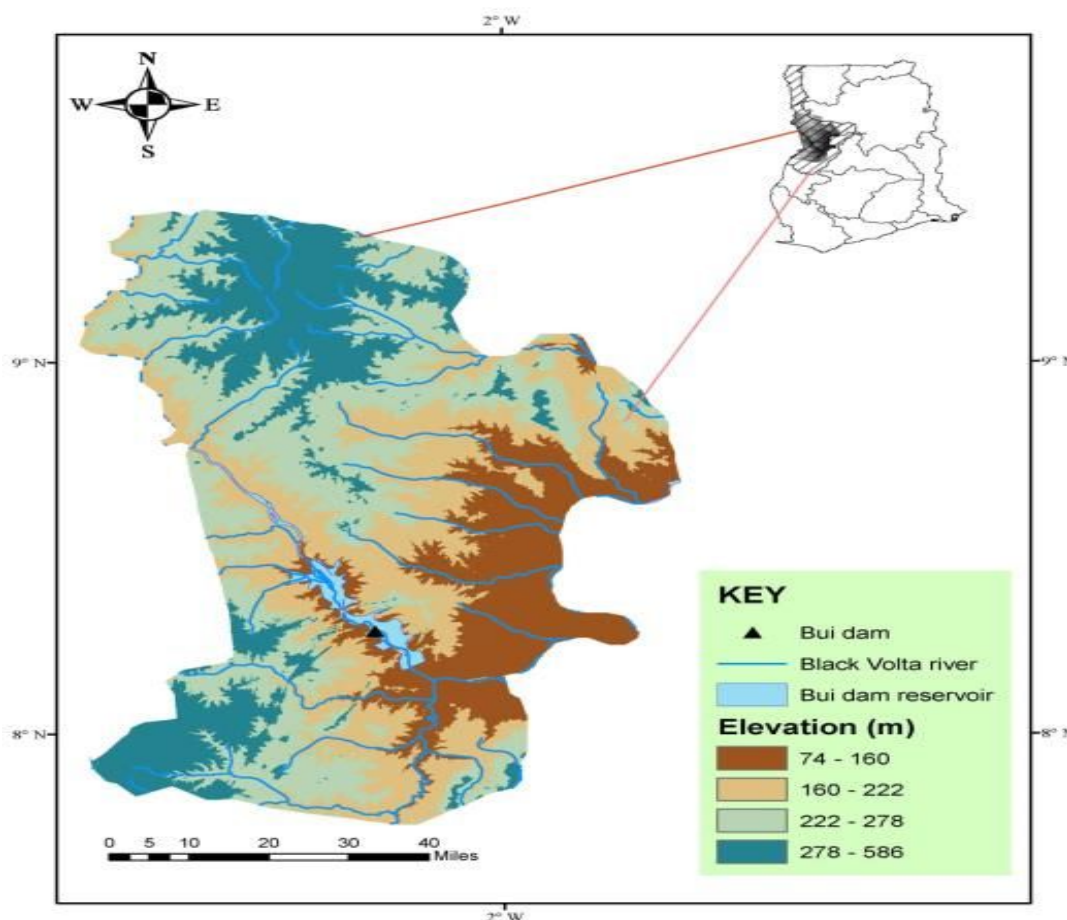 2° W
N
W E
S
9° N
9° N
8° N
8° N
KEY
Bui dam
Black Volta river
Bui dam reservoir
Elevation (m)
74 - 160
160 - 222
222 - 278
278 - 586
0 5 10 20 30 40
Miles
2° W